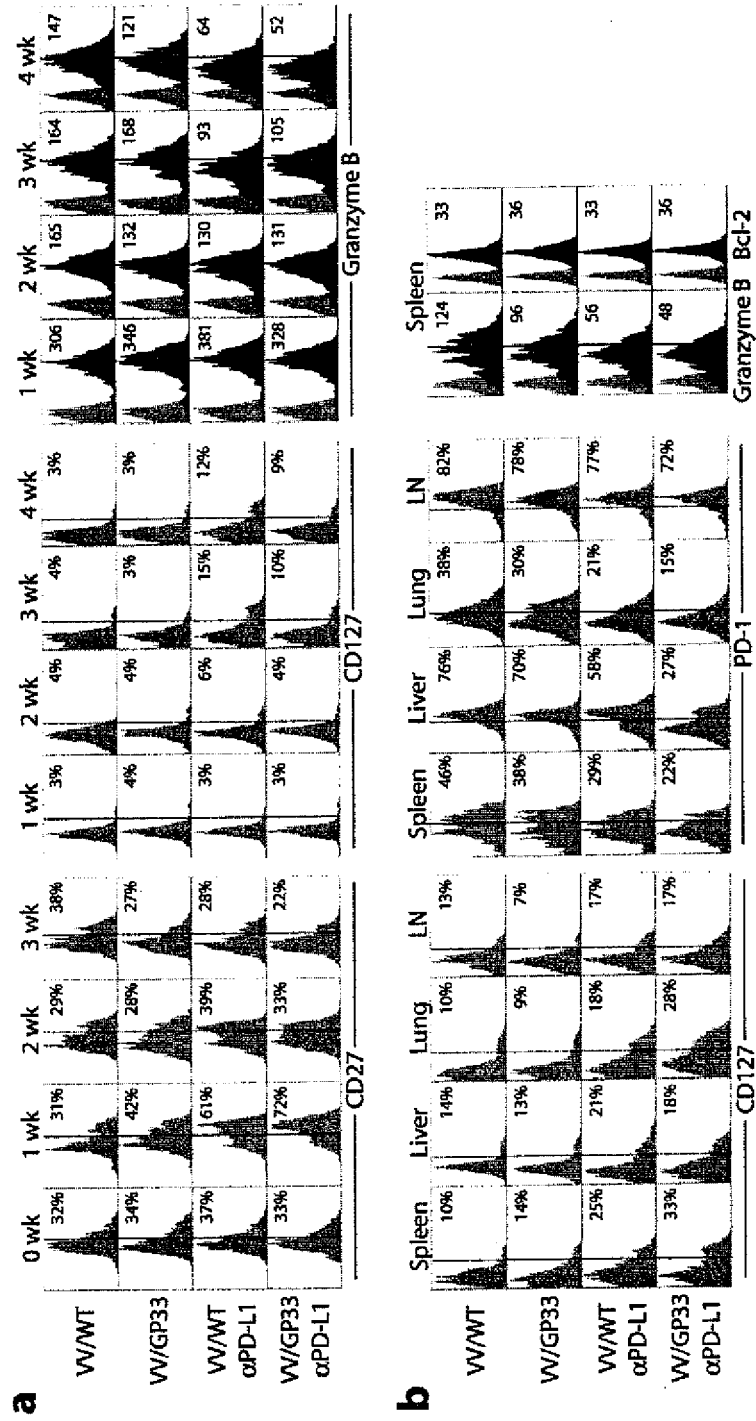 a
0 wk 1 wk 2 wk 3 wk 1 wk 2 wk 3 wk 4 wk 1 wk 2 wk 3 wk 4 wk
VV/WT 32% 31% 29% 38% 3% 4% 4% 3% 306 165 164 147
VV/GP33 34% 42% 28% 27% 4% 4% 3% 3% 346 132 168 121
VV/WT αPD-L1 37% 61% 39% 28% 3% 6% 15% 12% 381 130 93 64
VV/GP33 αPD-L1 33% 72% 33% 22% 3% 4% 10% 9% 328 131 105 52
CD27 CD127 Granzyme B
b
Spleen Liver Lung LN Spleen Liver Lung LN Spleen
VV/WT 10% 14% 10% 13% 46% 76% 38% 82% 124 33
VV/GP33 14% 13% 9% 7% 38% 70% 30% 78% 96 36
VV/WT αPD-L1 25% 21% 18% 17% 29% 58% 21% 77% 56 33
VV/GP33 αPD-L1 33% 18% 28% 17% 22% 27% 15% 72% 48 36
CD127 PD-1 Granzyme B Bcl-2